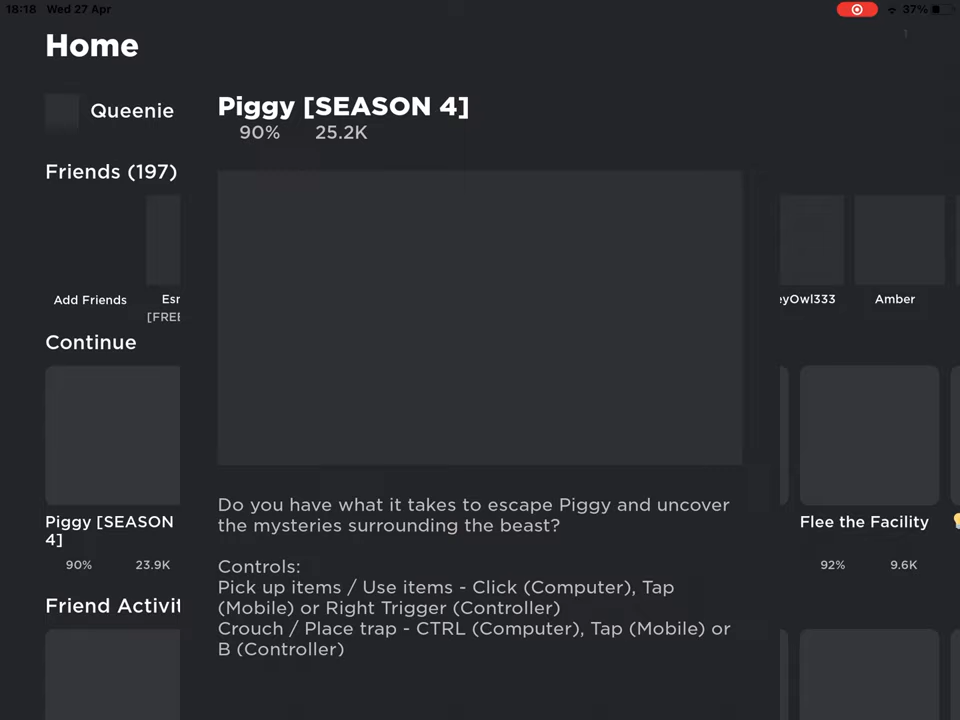 18:18 Wed 27 Apr
37%
Home
Queenie
Piggy [SEASON 4]
90% 25.2K
Friends (197)
Add Friends
[FREE
eyOwl333
Amber
Continue
Piggy [SEASON
4]
90% 23.9K
Flee the Facility
92% 9.6K
Friend Activit
Do you have what it takes to escape Piggy and uncover
the mysteries surrounding the beast?
Controls:
Pick up items / Use items - Click (Computer), Tap
(Mobile) or Right Trigger (Controller)
Crouch / Place trap - CTRL (Computer), Tap (Mobile) or
B (Controller)